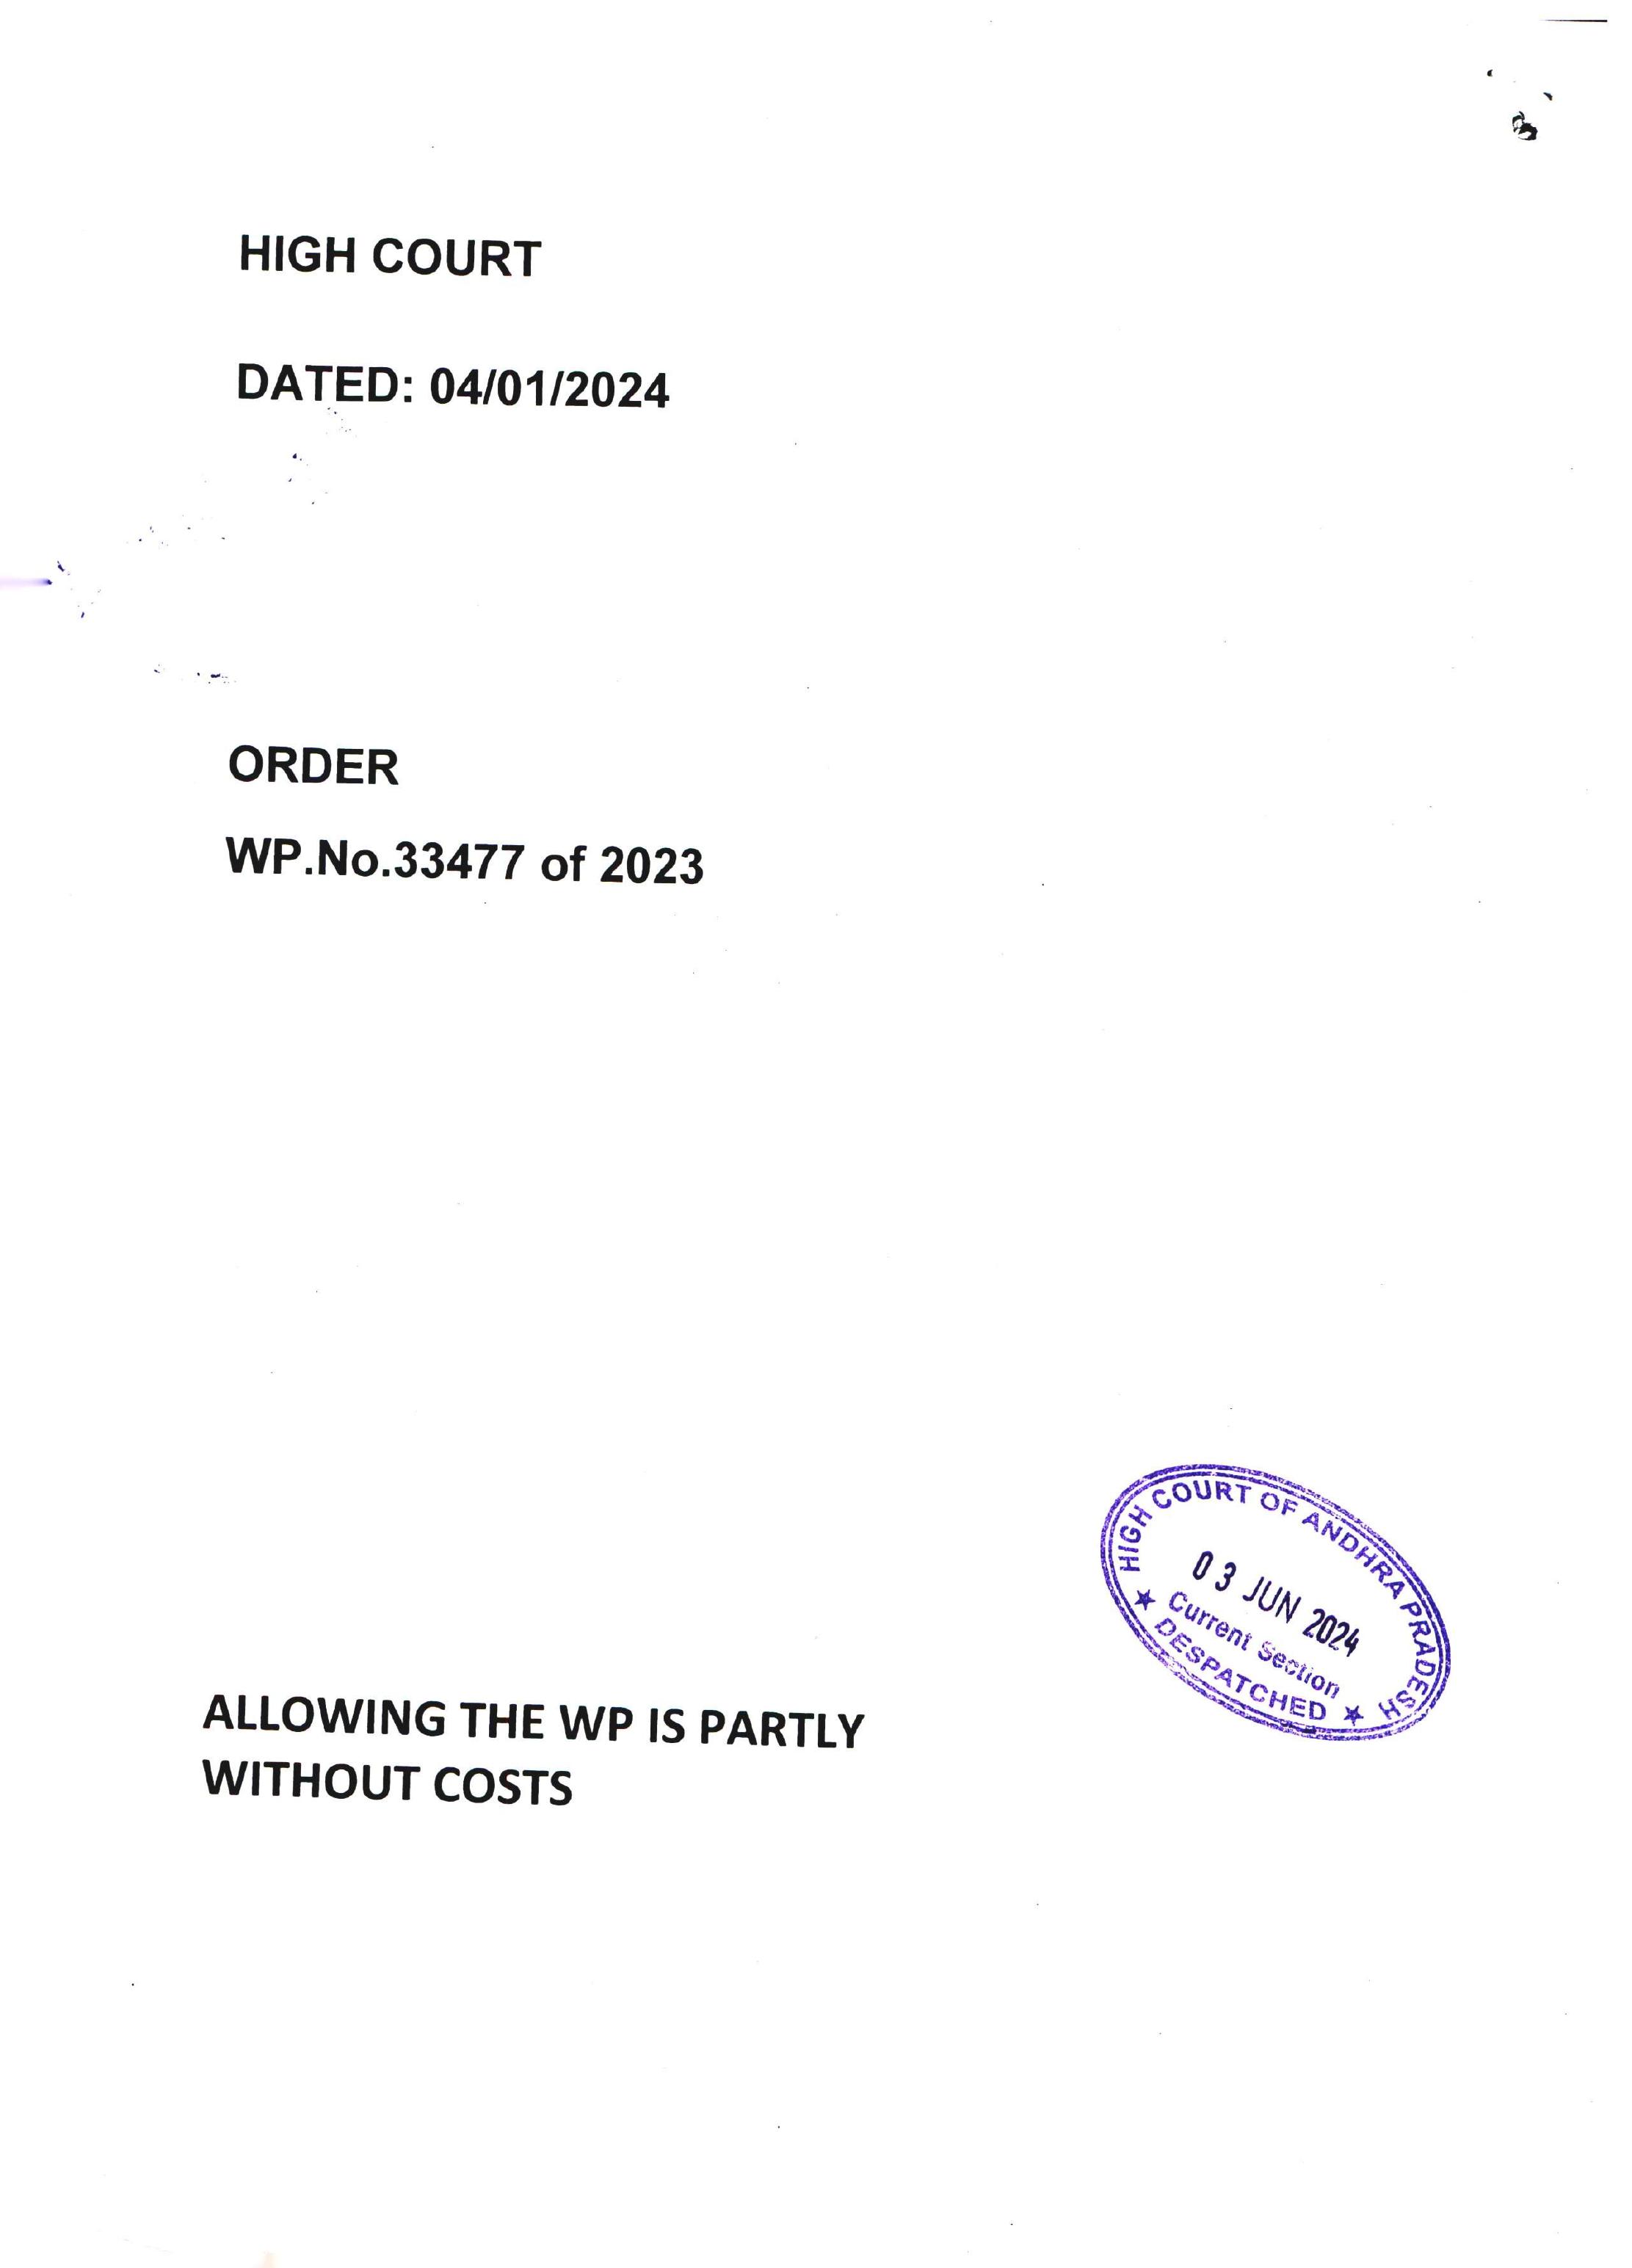 HIGH COURT
DATED: 04/01/2024
ORDER
WP.No.33477 of 2023
HIGH COURT OF ANDHRA PRADESH
03 JUN 2024
Current Section
★ DESPATCHED ★
ALLOWING THE WP IS PARTLY
WITHOUT COSTS